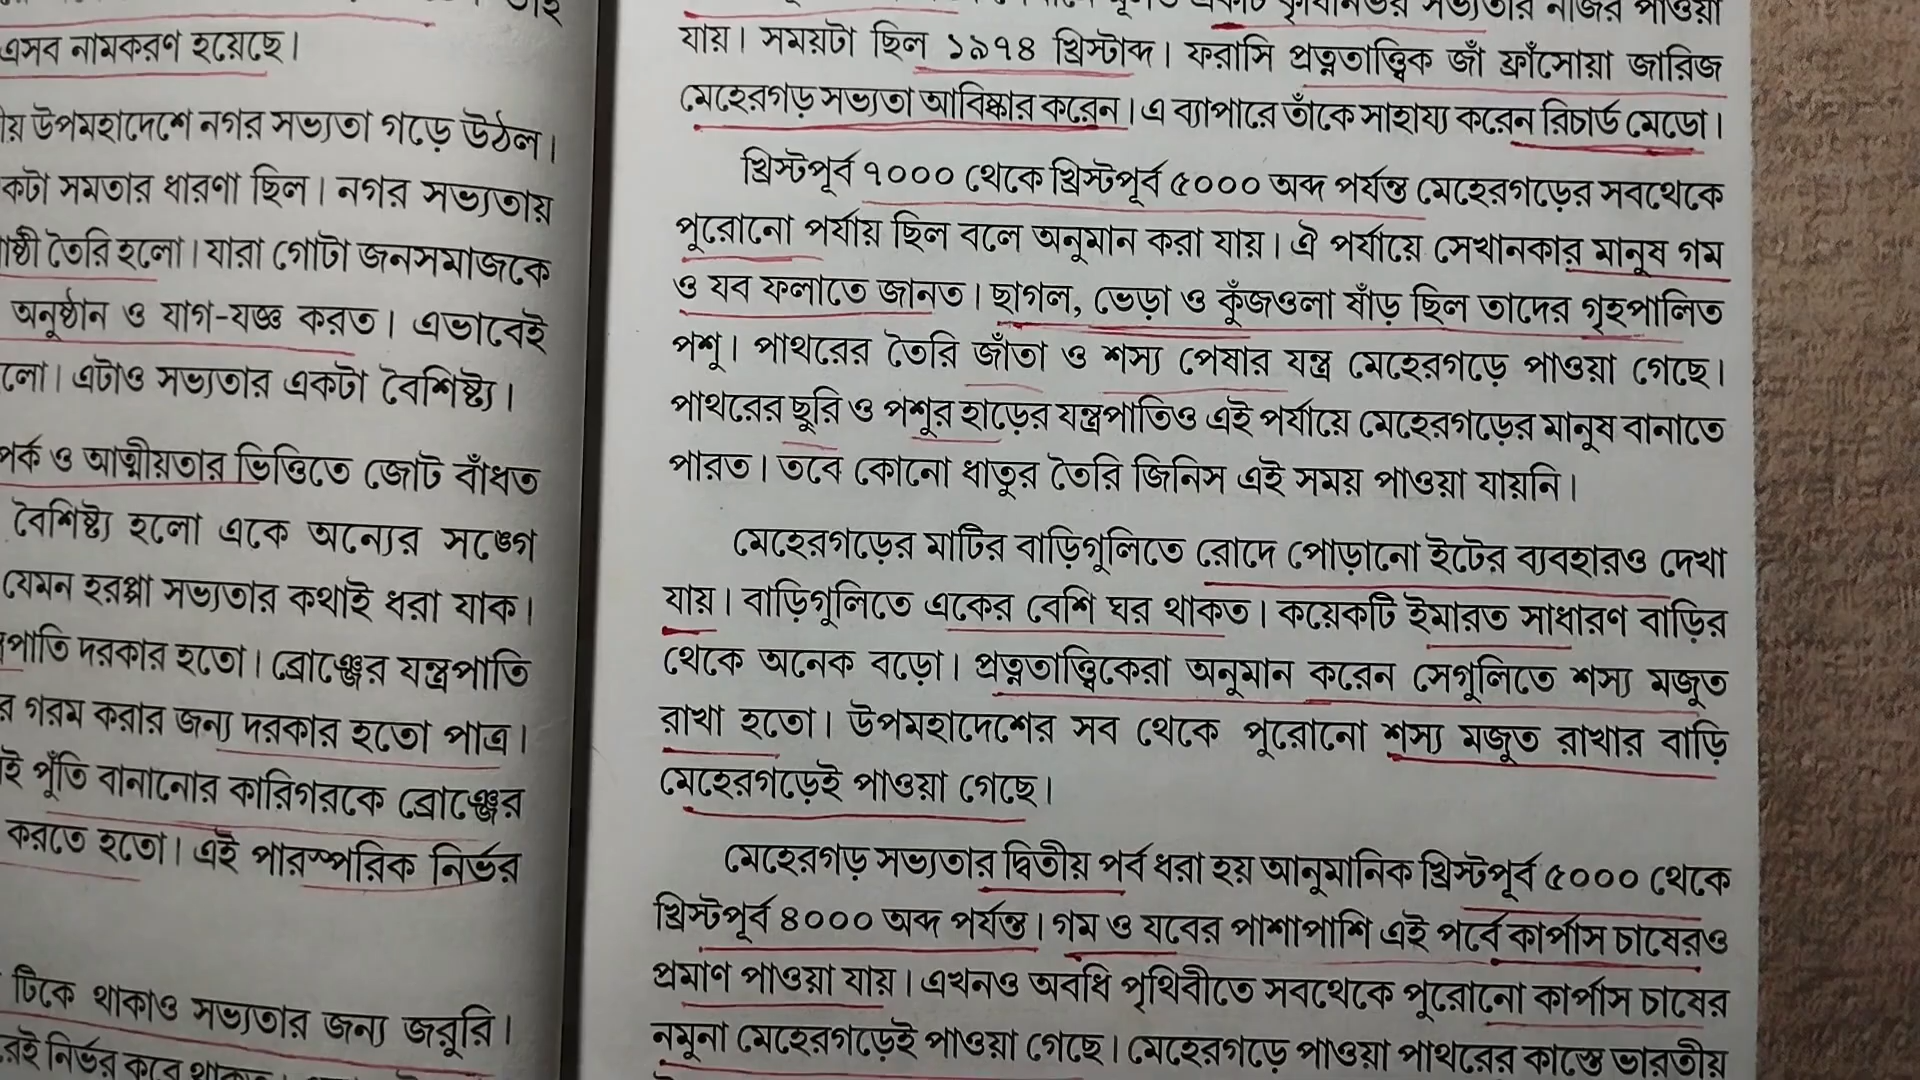 এসব নামকরণ হয়েছে।
উপমহাদেশে নগর সভ্যতা গড়ে উঠল।
সমতার ধারণা ছিল। নগর সভ্যতায়
তৈরি হলো। যারা গোটা জনসমাজকে
অনুষ্ঠান ও যাগ-যজ্ঞ করত। এভাবেই
এটাও সভ্যতার একটা বৈশিষ্ট্য।
ও আত্মীয়তার ভিত্তিতে জোট বাঁধত
বৈশিষ্ট্য হলো একে অন্যের সঙ্গে
যেমন হরপ্পা সভ্যতার কথাই ধরা যাক।
দরকার হতো। ব্রোঞ্জের যন্ত্রপাতি
গরম করার জন্য দরকার হতো পাত্র।
পুঁতি বানানোর কারিগরকে ব্রোঞ্জের
করতে হতো। এই পারস্পরিক নির্ভর
টিকে থাকাও সভ্যতার জন্য জরুরি।
যায়। সময়টা ছিল ১৯৭৪ খ্রিস্টাব্দ। ফরাসি প্রত্নতাত্ত্বিক জাঁ ফ্রাঁসোয়া জারিজ
মেহেরগড় সভ্যতা আবিষ্কার করেন। এ ব্যাপারে তাঁকে সাহায্য করেন রিচার্ড মেডো।
খ্রিস্টপূর্ব ৭০০০ থেকে খ্রিস্টপূর্ব ৫০০০ অব্দ পর্যন্ত মেহেরগড়ের সবথেকে
পুরোনো পর্যায় ছিল বলে অনুমান করা যায়। ঐ পর্যায়ে সেখানকার মানুষ গম
ও যব ফলাতে জানত। ছাগল, ভেড়া ও কুঁজওলা ষাঁড় ছিল তাদের গৃহপালিত
পশু। পাথরের তৈরি জাঁতা ও শস্য পেষার যন্ত্র মেহেরগড়ে পাওয়া গেছে।
পাথরের ছুরি ও পশুর হাড়ের যন্ত্রপাতিও এই পর্যায়ে মেহেরগড়ের মানুষ বানাতে
পারত। তবে কোনো ধাতুর তৈরি জিনিস এই সময় পাওয়া যায়নি।
মেহেরগড়ের মাটির বাড়িগুলিতে রোদে পোড়ানো ইটের ব্যবহারও দেখা
যায়। বাড়িগুলিতে একের বেশি ঘর থাকত। কয়েকটি ইমারত সাধারণ বাড়ির
থেকে অনেক বড়ো। প্রত্নতাত্ত্বিকেরা অনুমান করেন সেগুলিতে শস্য মজুত
রাখা হতো। উপমহাদেশের সব থেকে পুরোনো শস্য মজুত রাখার বাড়ি
মেহেরগড়েই পাওয়া গেছে।
মেহেরগড় সভ্যতার দ্বিতীয় পর্ব ধরা হয় আনুমানিক খ্রিস্টপূর্ব ৫০০০ থেকে
খ্রিস্টপূর্ব ৪০০০ অব্দ পর্যন্ত। গম ও যবের পাশাপাশি এই পর্বে কার্পাস চাষেরও
প্রমাণ পাওয়া যায়। এখনও অবধি পৃথিবীতে সবথেকে পুরোনো কার্পাস চাষের
নমুনা মেহেরগড়েই পাওয়া গেছে। মেহেরগড়ে পাওয়া পাথরের কাস্তে ভারতীয়